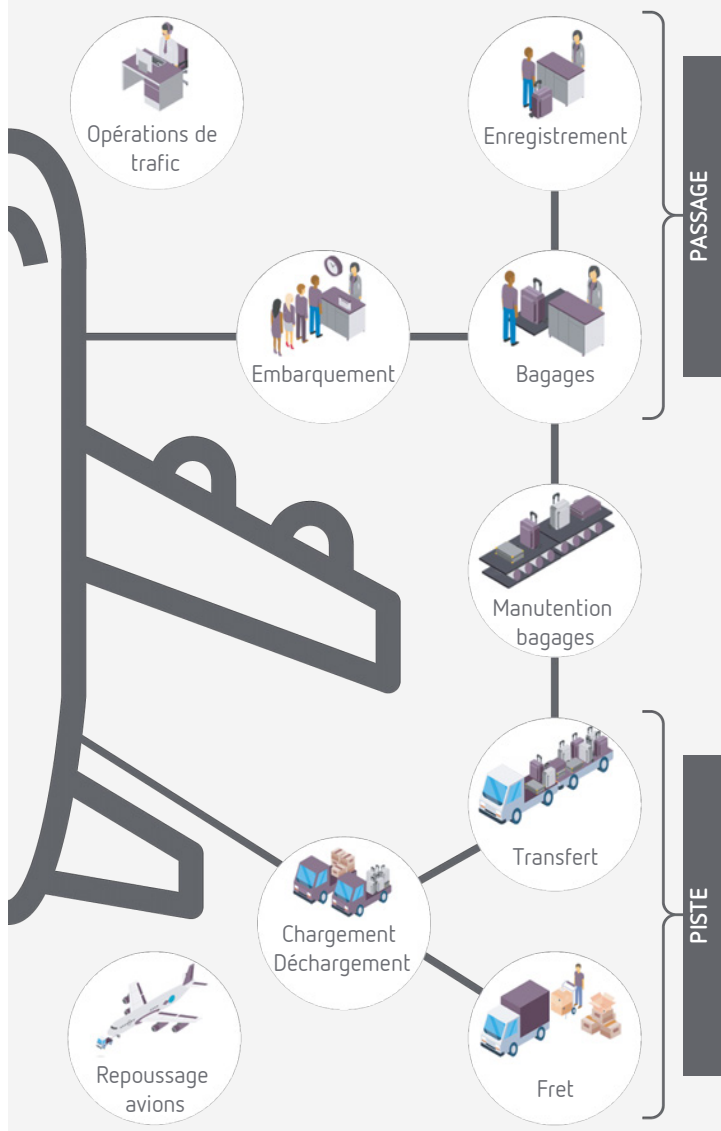 Opérations de
trafic
Enregistrement
PASSAGE
Embarquement
Bagages
Manutention
bagages
Transfert
PISTE
Chargement
Déchargement
Repoussage
avions
Fret